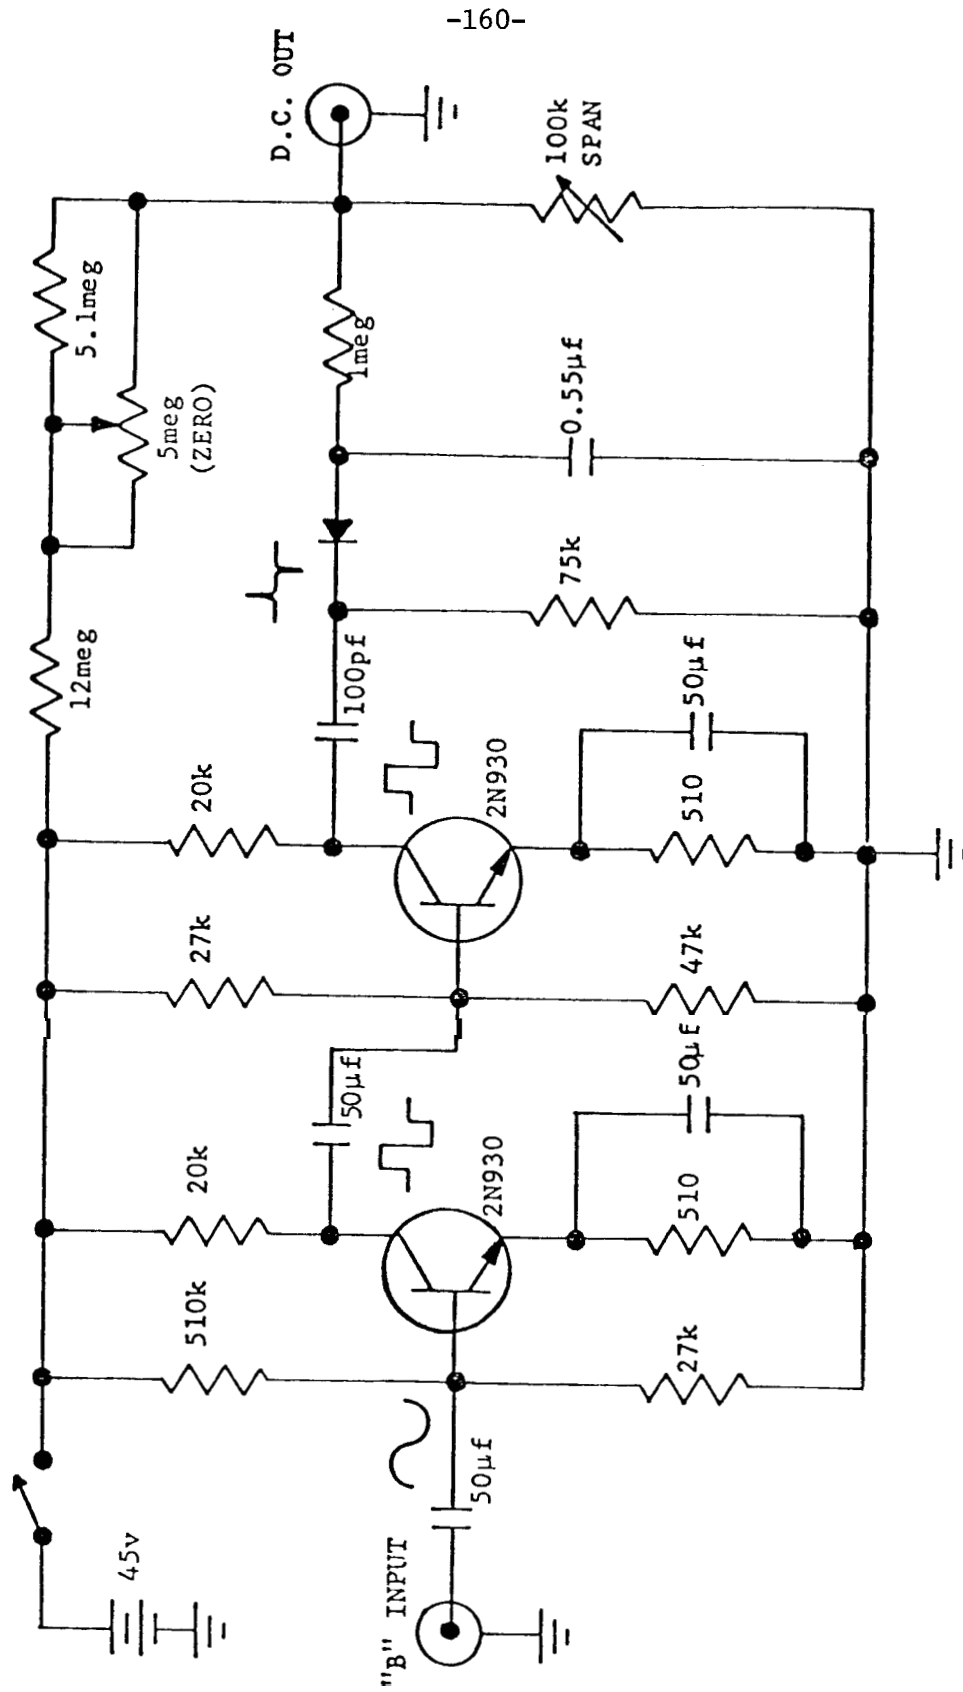 -160-
45v
"B" INPUT
50µf
510k
27k
20k
2N930
510
50µf
50µf
27k
47k
20k
2N930
510
50µf
12meg
100pf
75k
5meg
(ZERO)
5.1meg
1meg
0.55µf
D.C. OUT
100k
SPAN